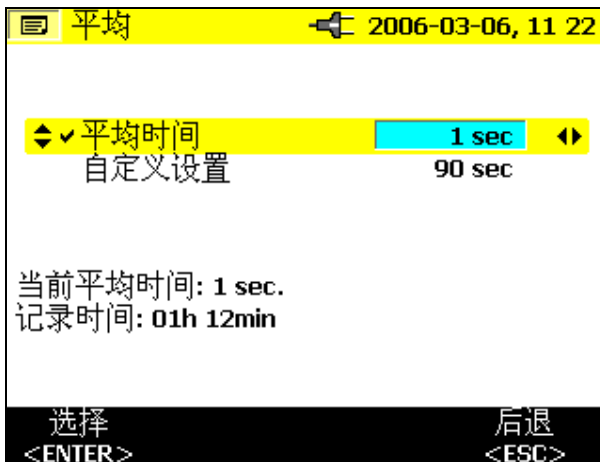 平均 2006-03-06, 11 22
平均时间 1 sec
自定义设置 90 sec
当前平均时间: 1 sec.
记录时间: 01h 12min
选择 后退
<ENTER> <ESC>